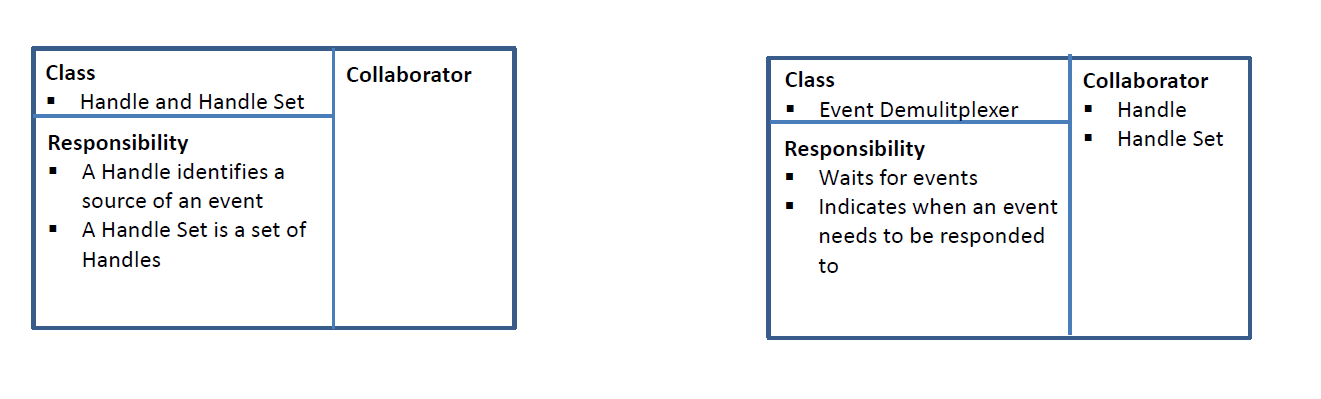 Class
▪ Handle and Handle Set
Collaborator
Responsibility
▪ A Handle identifies a
source of an event
▪ A Handle Set is a set of
Handles
Class
▪ Event Demulitplexer
Collaborator
▪ Handle
▪ Handle Set
Responsibility
▪ Waits for events
▪ Indicates when an event
needs to be responded
to